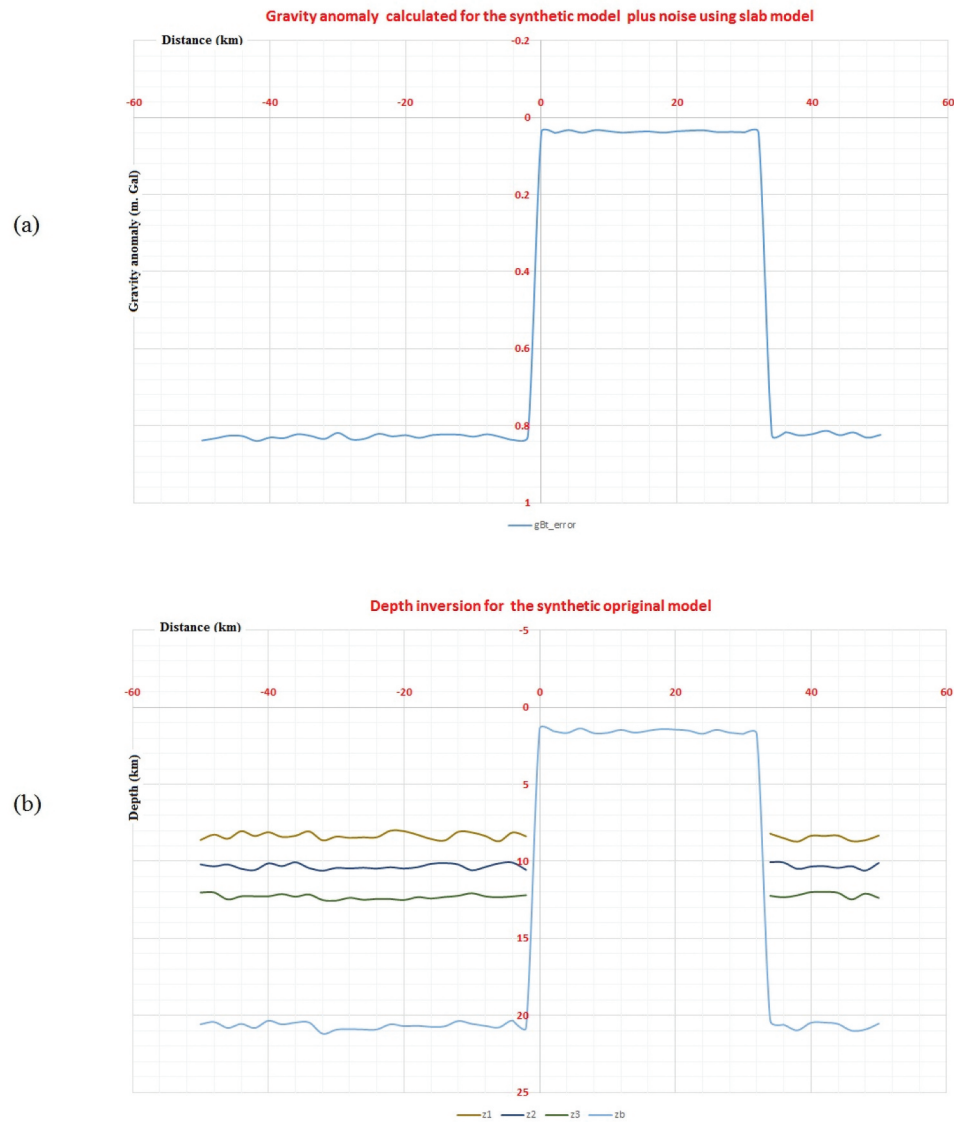 Gravity anomaly calculated for the synthetic model plus noise using slab model
Distance (km)
-0.2
-60 -40 -20 0 20 40 60
0
0.2
Gravity anomaly (m. Gal)
(a)
0.4
0.6
0.8
1
gBt_error
Depth inversion for the synthetic opriginal model
Distance (km)
-5
-60 -40 -20 0 20 40 60
0
Depth (km)
5
(b)
10
15
20
25
z1 z2 z3 zb